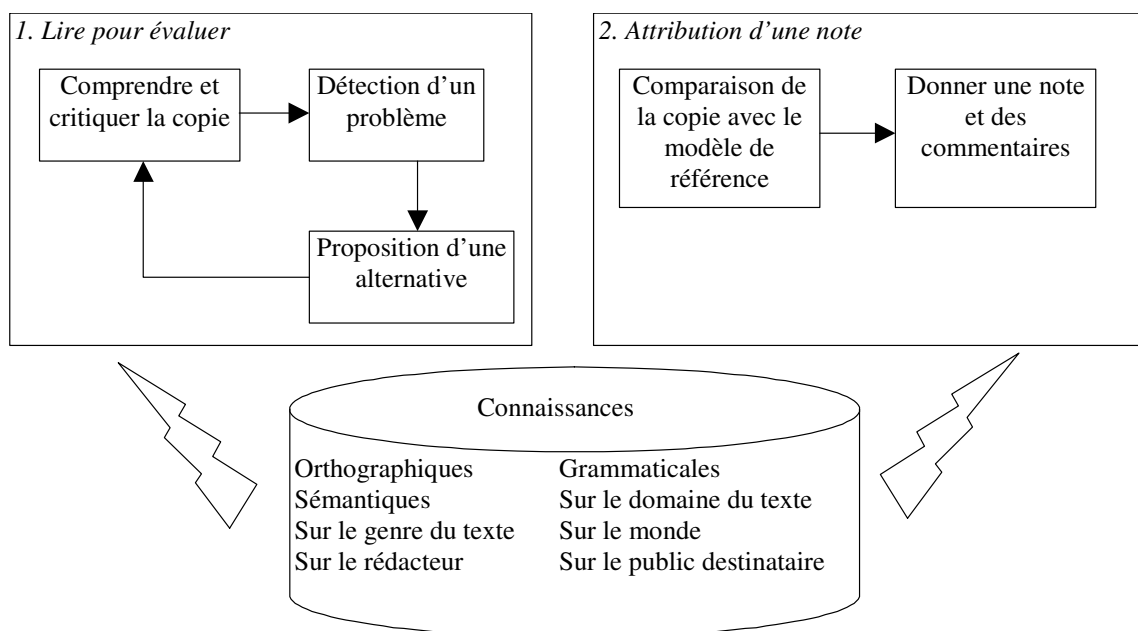 1. Lire pour évaluer
Comprendre et
critiquer la copie
Détection d'un
problème
Proposition d'une
alternative
2. Attribution d'une note
Comparaison de
la copie avec le
modèle de
référence
Donner une note
et des
commentaires
Connaissances
Orthographiques
Grammaticales
Sémantiques
Sur le domaine du texte
Sur le genre du texte
Sur le monde
Sur le rédacteur
Sur le public destinataire